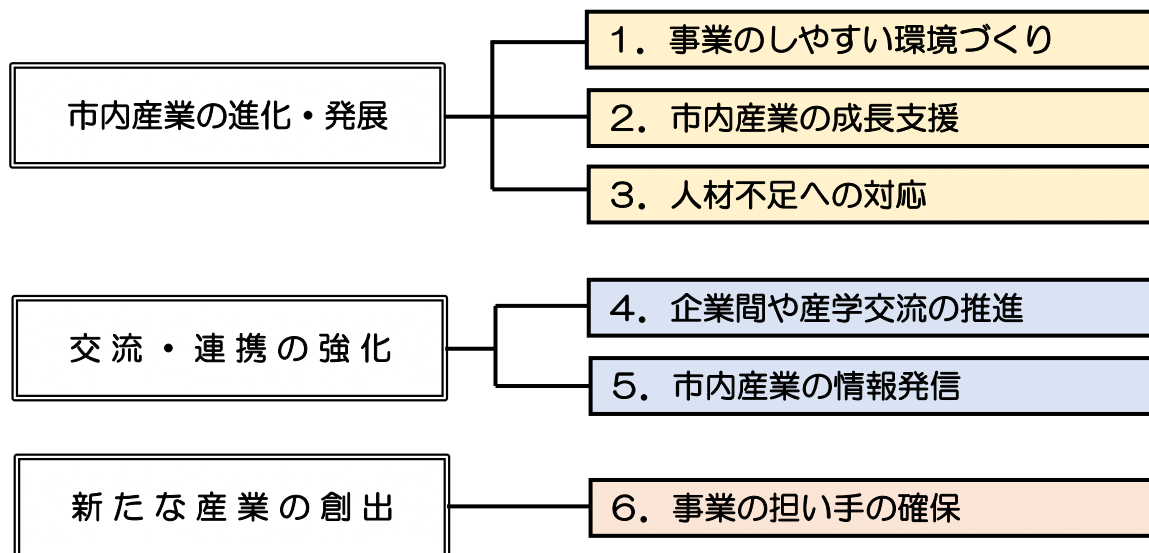 市内産業の進化・発展
１．事業のしやすい環境づくり
２．市内産業の成長支援
３．人材不足への対応
交流・連携の強化
４．企業間や産学交流の推進
５．市内産業の情報発信
新たな産業の創出
６．事業の担い手の確保